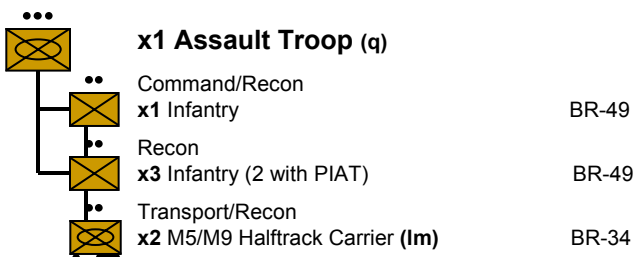 x1 Assault Troop (q)
Command/Recon
x1 Infantry BR-49
Recon
x3 Infantry (2 with PIAT) BR-49
Transport/Recon
x2 M5/M9 Halftrack Carrier (lm) BR-34